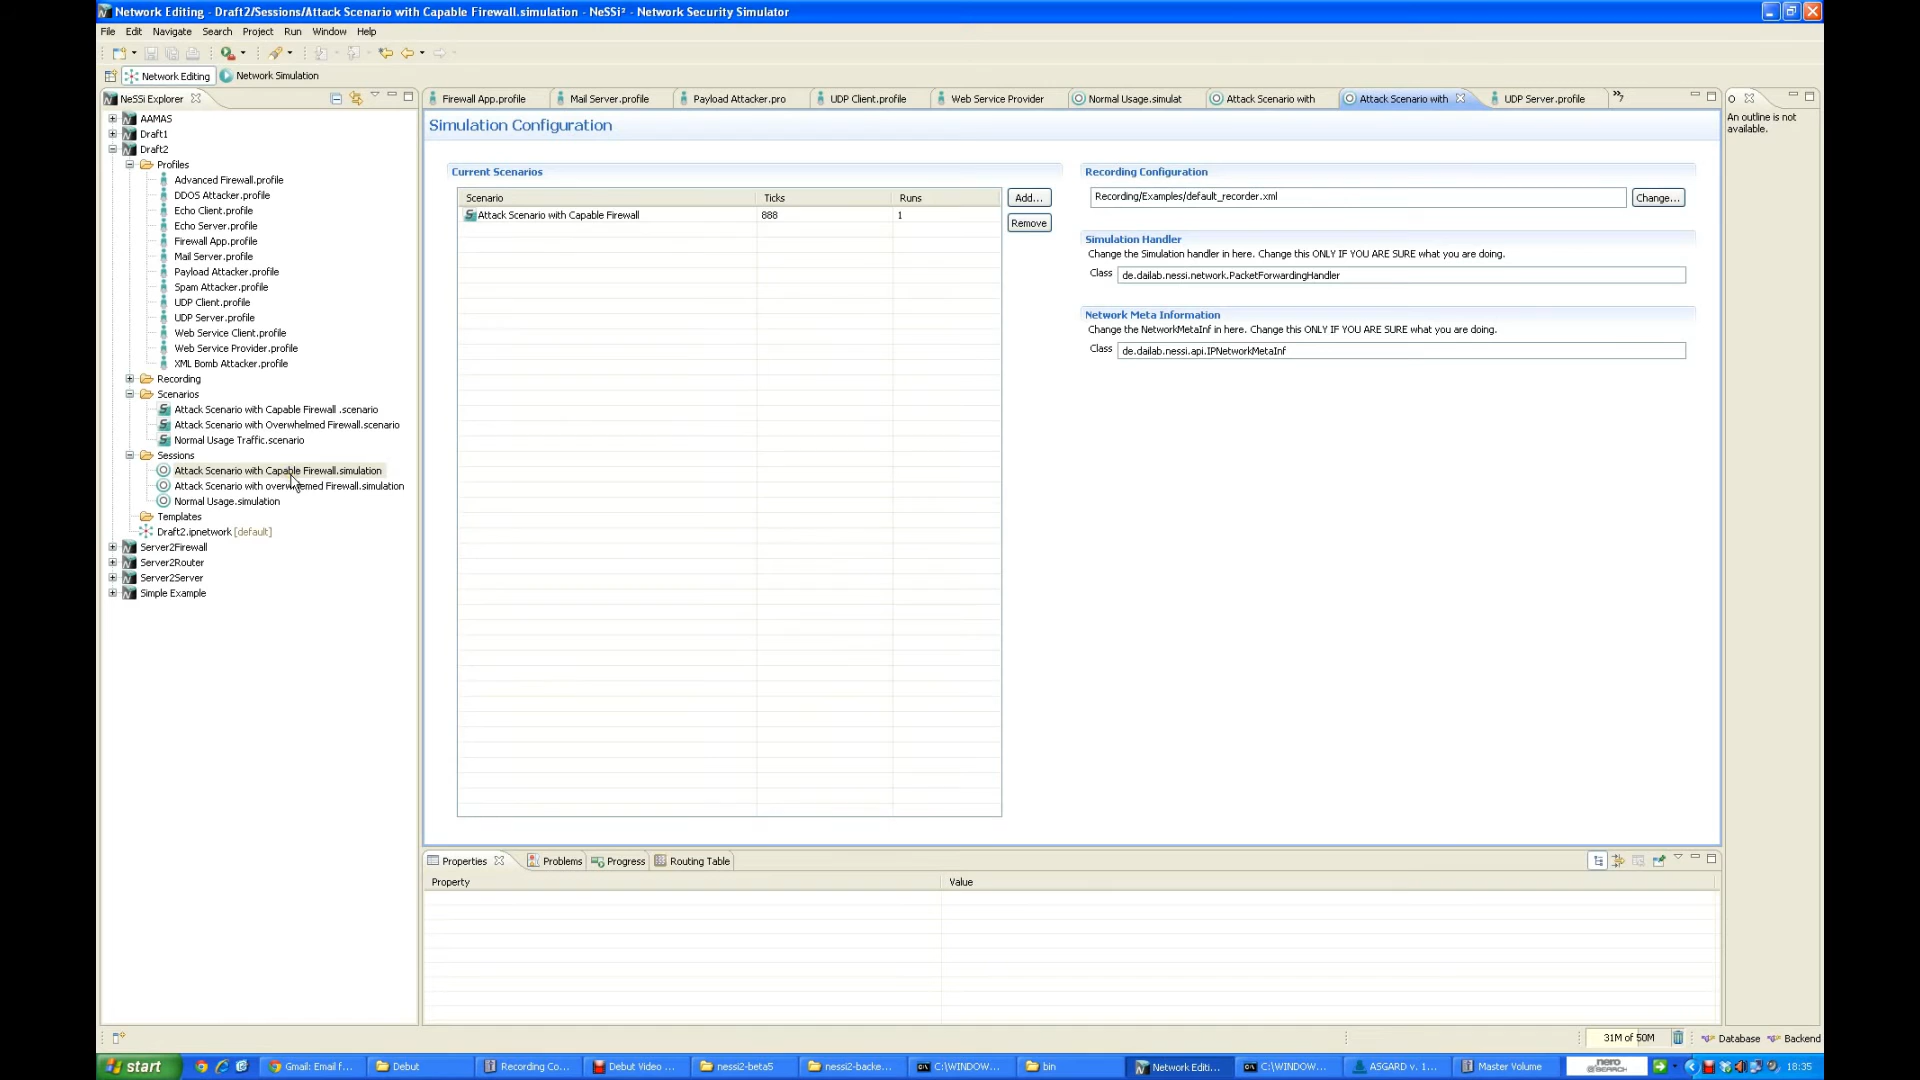 Network Editing - Draft2/Sessions/Attack Scenario with Capable Firewall.simulation - NeSSi² - Network Security Simulator
File Edit Navigate Search Project Run Window Help
Network Editing Network Simulation
NeSSi Explorer
AAMAS
Draft1
Draft2
Profiles
Advanced Firewall.profile
DDOS Attacker.profile
Echo Client.profile
Echo Server.profile
Firewall App.profile
Mail Server.profile
Payload Attacker.profile
Spam Attacker.profile
UDP Client.profile
UDP Server.profile
Web Service Client.profile
Web Service Provider.profile
XML Bomb Attacker.profile
Recording
Scenarios
Attack Scenario with Capable Firewall .scenario
Attack Scenario with Overwhelmed Firewall.scenario
Normal Usage Traffic.scenario
Sessions
Attack Scenario with Capable Firewall.simulation
Attack Scenario with overwhelmed Firewall.simulation
Normal Usage.simulation
Templates
Draft2.ipnetwork [default]
Server2Firewall
Server2Router
Server2Server
Simple Example
Firewall App.profile Mail Server.profile Payload Attacker.pro UDP Client.profile Web Service Provider Normal Usage.simulat Attack Scenario with Attack Scenario with UDP Server.profile »7
Simulation Configuration
Current Scenarios
Scenario Ticks Runs
Attack Scenario with Capable Firewall 888 1
Add...
Remove
Recording Configuration
Recording/Examples/default_recorder.xml Change...
Simulation Handler
Change the Simulation handler in here. Change this ONLY IF YOU ARE SURE what you are doing.
Class de.dailab.nessi.network.PacketForwardingHandler
Network Meta Information
Change the NetworkMetaInf in here. Change this ONLY IF YOU ARE SURE what you are doing.
Class de.dailab.nessi.api.IPNetworkMetaInf
O
An outline is not
available.
Properties Problems Progress Routing Table
Property Value
31M of 50M Database Backend
start Gmail: Email f... Debut Recording Co... Debut Video ... nessi2-beta5 nessi2-backe... C:\WINDOW... bin Network Editi... C:\WINDOW... ASGARD v. 1... Master Volume nero SEARCH 18:35